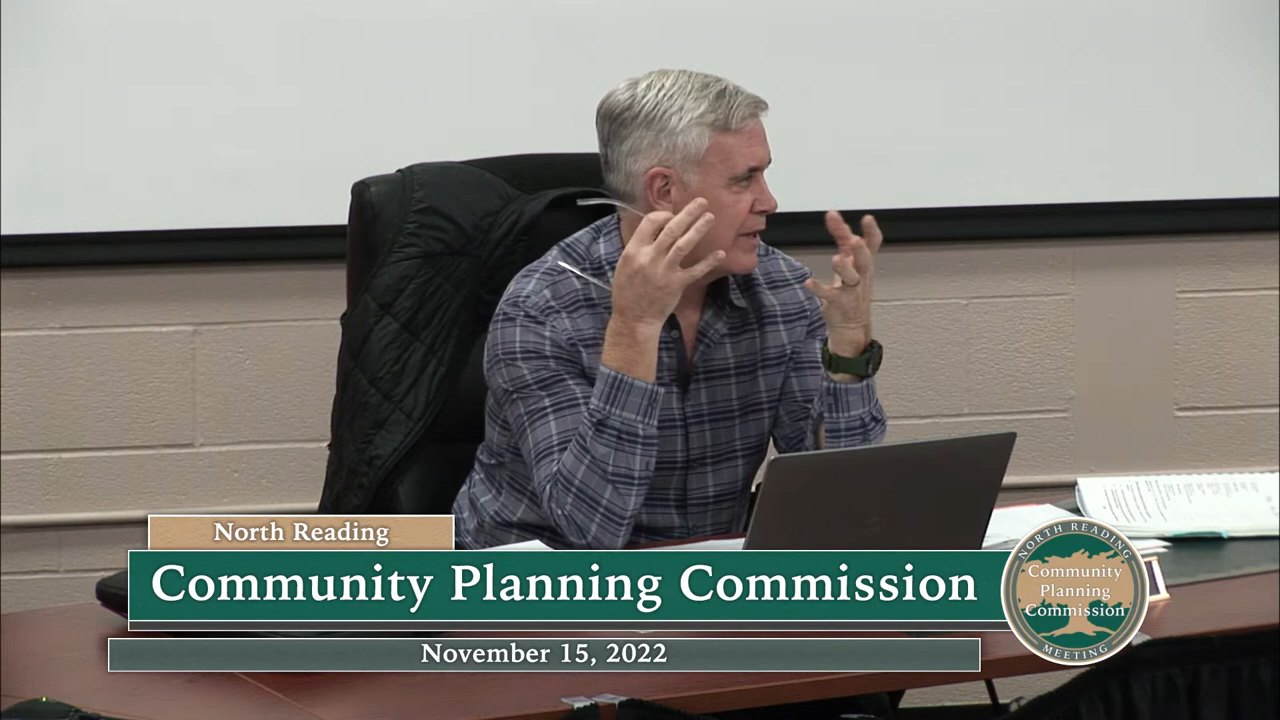 North Reading
Community Planning Commission
November 15, 2022
NORTH READING
Community
Planning
Commission
MEETING